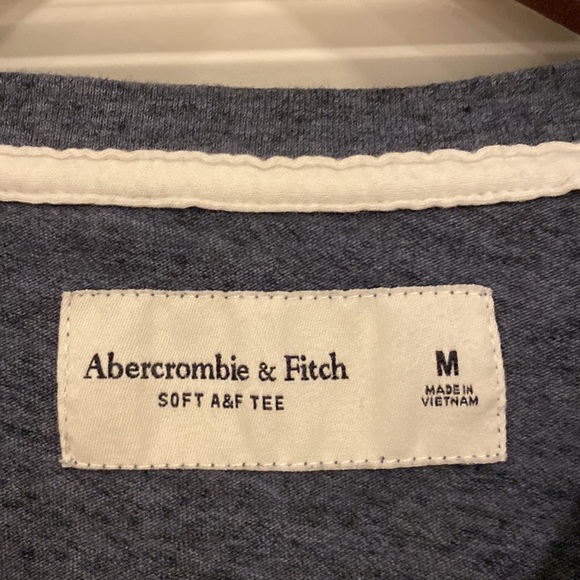 Abercrombie & Fitch
SOFT A&F TEE
M
MADE IN
VIETNAM